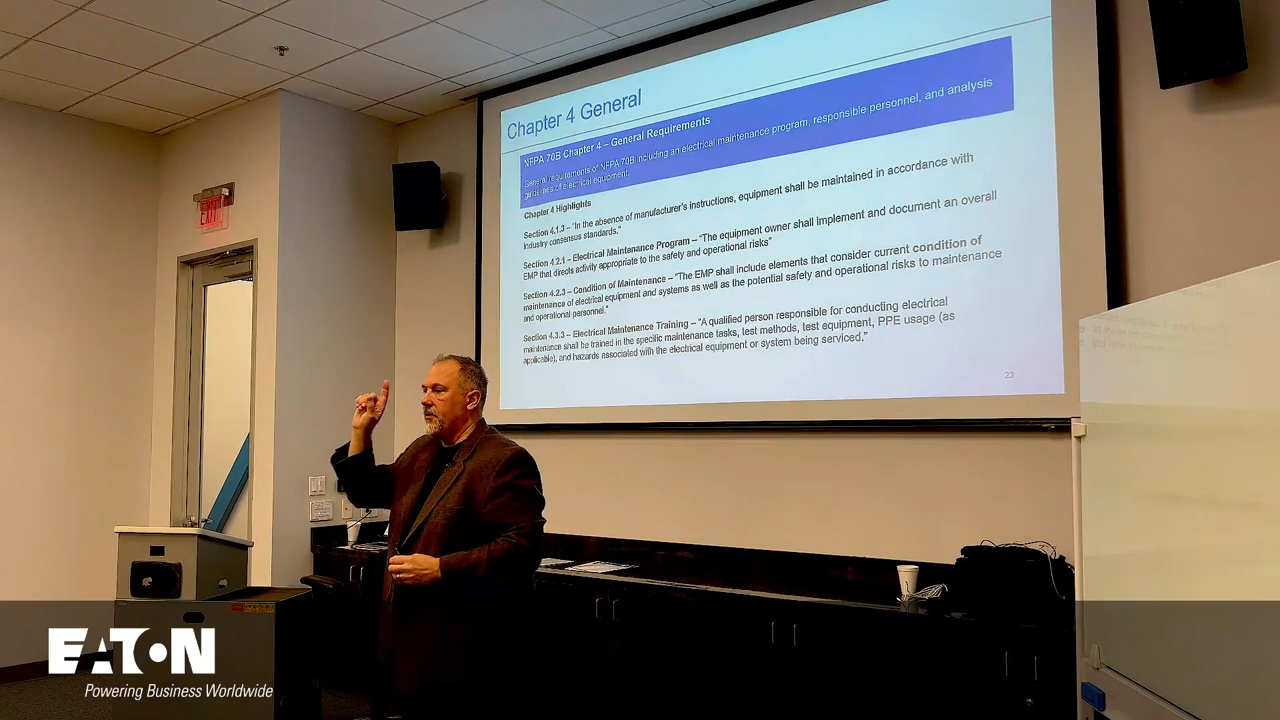 Chapter 4 General
NFPA 70B Chapter 4 – General Requirements
General requirements of NFPA 70B including an electrical maintenance program, responsible personnel, and analysis
guidelines of electrical equipment.
Chapter 4 Highlights
Section 4.1.3 – "In the absence of manufacturer's instructions, equipment shall be maintained in accordance with
industry consensus standards."
Section 4.2.1 – Electrical Maintenance Program – "The equipment owner shall implement and document an overall
EMP that directs activity appropriate to the safety and operational risks"
Section 4.2.3 – Condition of Maintenance – "The EMP shall include elements that consider current condition of
maintenance of electrical equipment and systems as well as the potential safety and operational risks to maintenance
and operational personnel."
Section 4.3.3 – Electrical Maintenance Training – "A qualified person responsible for conducting electrical
maintenance shall be trained in the specific maintenance tasks, test methods, test equipment, PPE usage (as
applicable), and hazards associated with the electrical equipment or system being serviced."
23
EXIT
EATON
Powering Business Worldwide